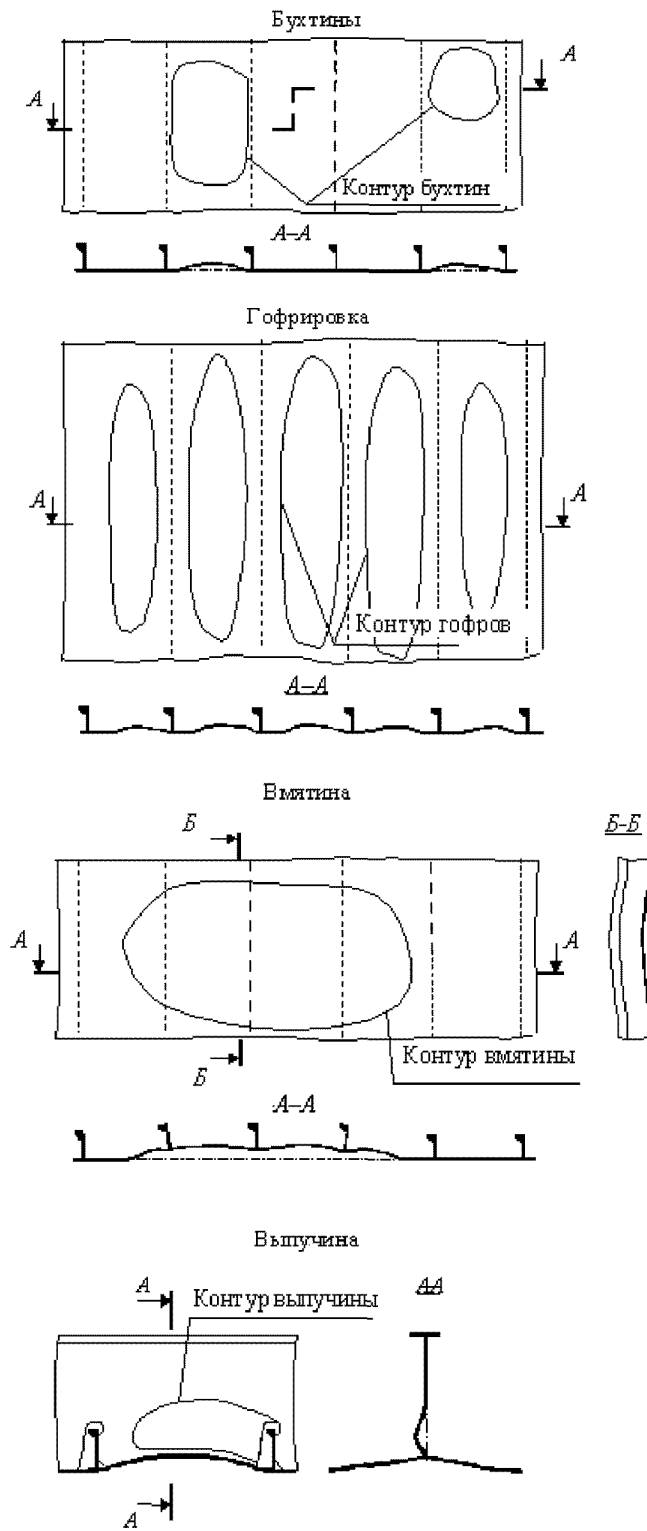 Бухтины
А
А
Контур бухтин
А–А
Гофрировка
А
А
Контур гофров
А–А
Вмятина
Б
Б-Б
А
А
Контур вмятины
Б
А–А
Выпучина
А
Контур выпучины
АА
А